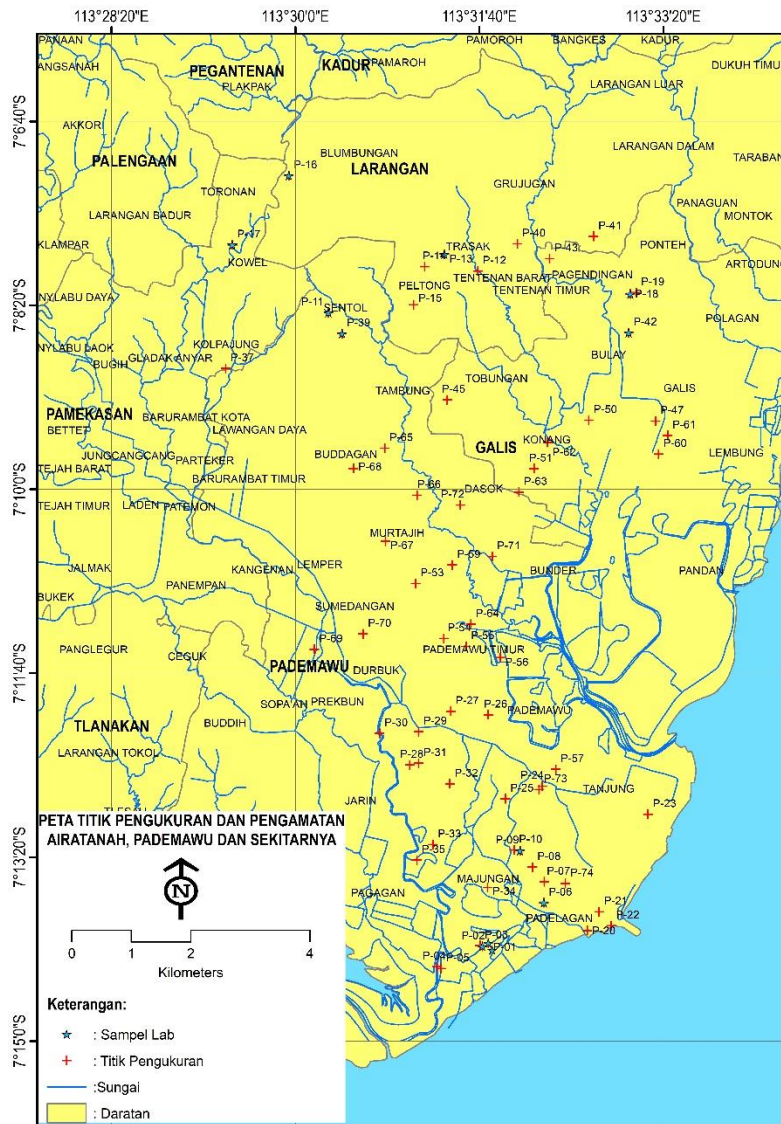 113°28'20"E
113°30'0"E
113°31'40"E
113°33'20"E
PANAAN
PAMOROH
BANGKES
KADUR
ANGSANAH
PEGANTENAN
KADUR
PAMAROH
DUKUH TIMU
PLAKPAK
LARANGAN LUAR
7°6'40"S
AKKOR
BLUMBUNGAN
LARANGAN DALAM
PALENGAAN
P-16
LARANGAN
TARABAN
TORONAN
GRUJUGAN
PANAGUAN
LARANGAN BADUR
MONTOK
P-17
P-40
P-41
KLAMPAR
KOWEL
TRASAK
P-13
P-12
P-43
PONTEH
ARTODUNG
PELTONG
TENTENAN BARAT
PAGENDINGAN
TENTENAN TIMUR
P-19
P-18
NYLABU DAYA
P-11
SENTOL
P-15
7°8'20"S
POLAGAN
P-39
P-42
NYLABU DAOK
KOLPAJUNG
BULAY
BUGIH
GLADAK ANYAR
P-37
TAMBUNG
TOBUNGAN
GALIS
PAMEKASAN
BARURAMBAT KOTA
P-45
P-50
P-47
BETTET
LAWANGAN DAYA
GALIS
P-61
JUNGCANGCANG
P-65
KONANG
P-62
P-60
TEJAH BARAT
PARTEKER
BUDDAGAN
P-68
P-51
LEMBUNG
BARURAMBAT TIMUR
7°10'0"S
P-66
DASOK
P-63
TEJAH TIMUR
LADEN
PATEMON
P-72
MURTAJIH
P-67
P-71
JALMAK
KANGENAN
LEMPER
P-59
BUNDER
PANDAN
BUKEK
PANEMPAN
P-53
SUMEDANGAN
P-64
P-70
P-54
P-55
PANGLEGUR
CEGUK
P-69
PADEMAWU TIMUR
P-56
PADEMAWU
DURBUK
7°11'40"S
SOPA'AN
PREKBUN
TLANAKAN
BUDDIH
P-27
P-26
PADEMAWU
P-30
P-29
LARANGAN TOKOL
P-28
P-31
P-57
P-32
P-24
P-73
TANJUNG
JARIN
P-25
P-23
PETA TITIK PENGUKURAN DAN PENGAMATAN
AIRATANAH, PADEMAWU DAN SEKITARNYA
P-33
P-09
P-10
7°13'20"S
P-35
P-08
MAJUNGAN
P-07
P-74
PAGAGAN
P-34
P-06
N
PADELAGAN
P-21
P-22
P-20
P-02
P-03
P-01
P-04
P-05
0 1 2 4
Kilometers
Keterangan:
7°15'0"S
: Sampel Lab
: Titik Pengukuran
:Sungai
: Daratan